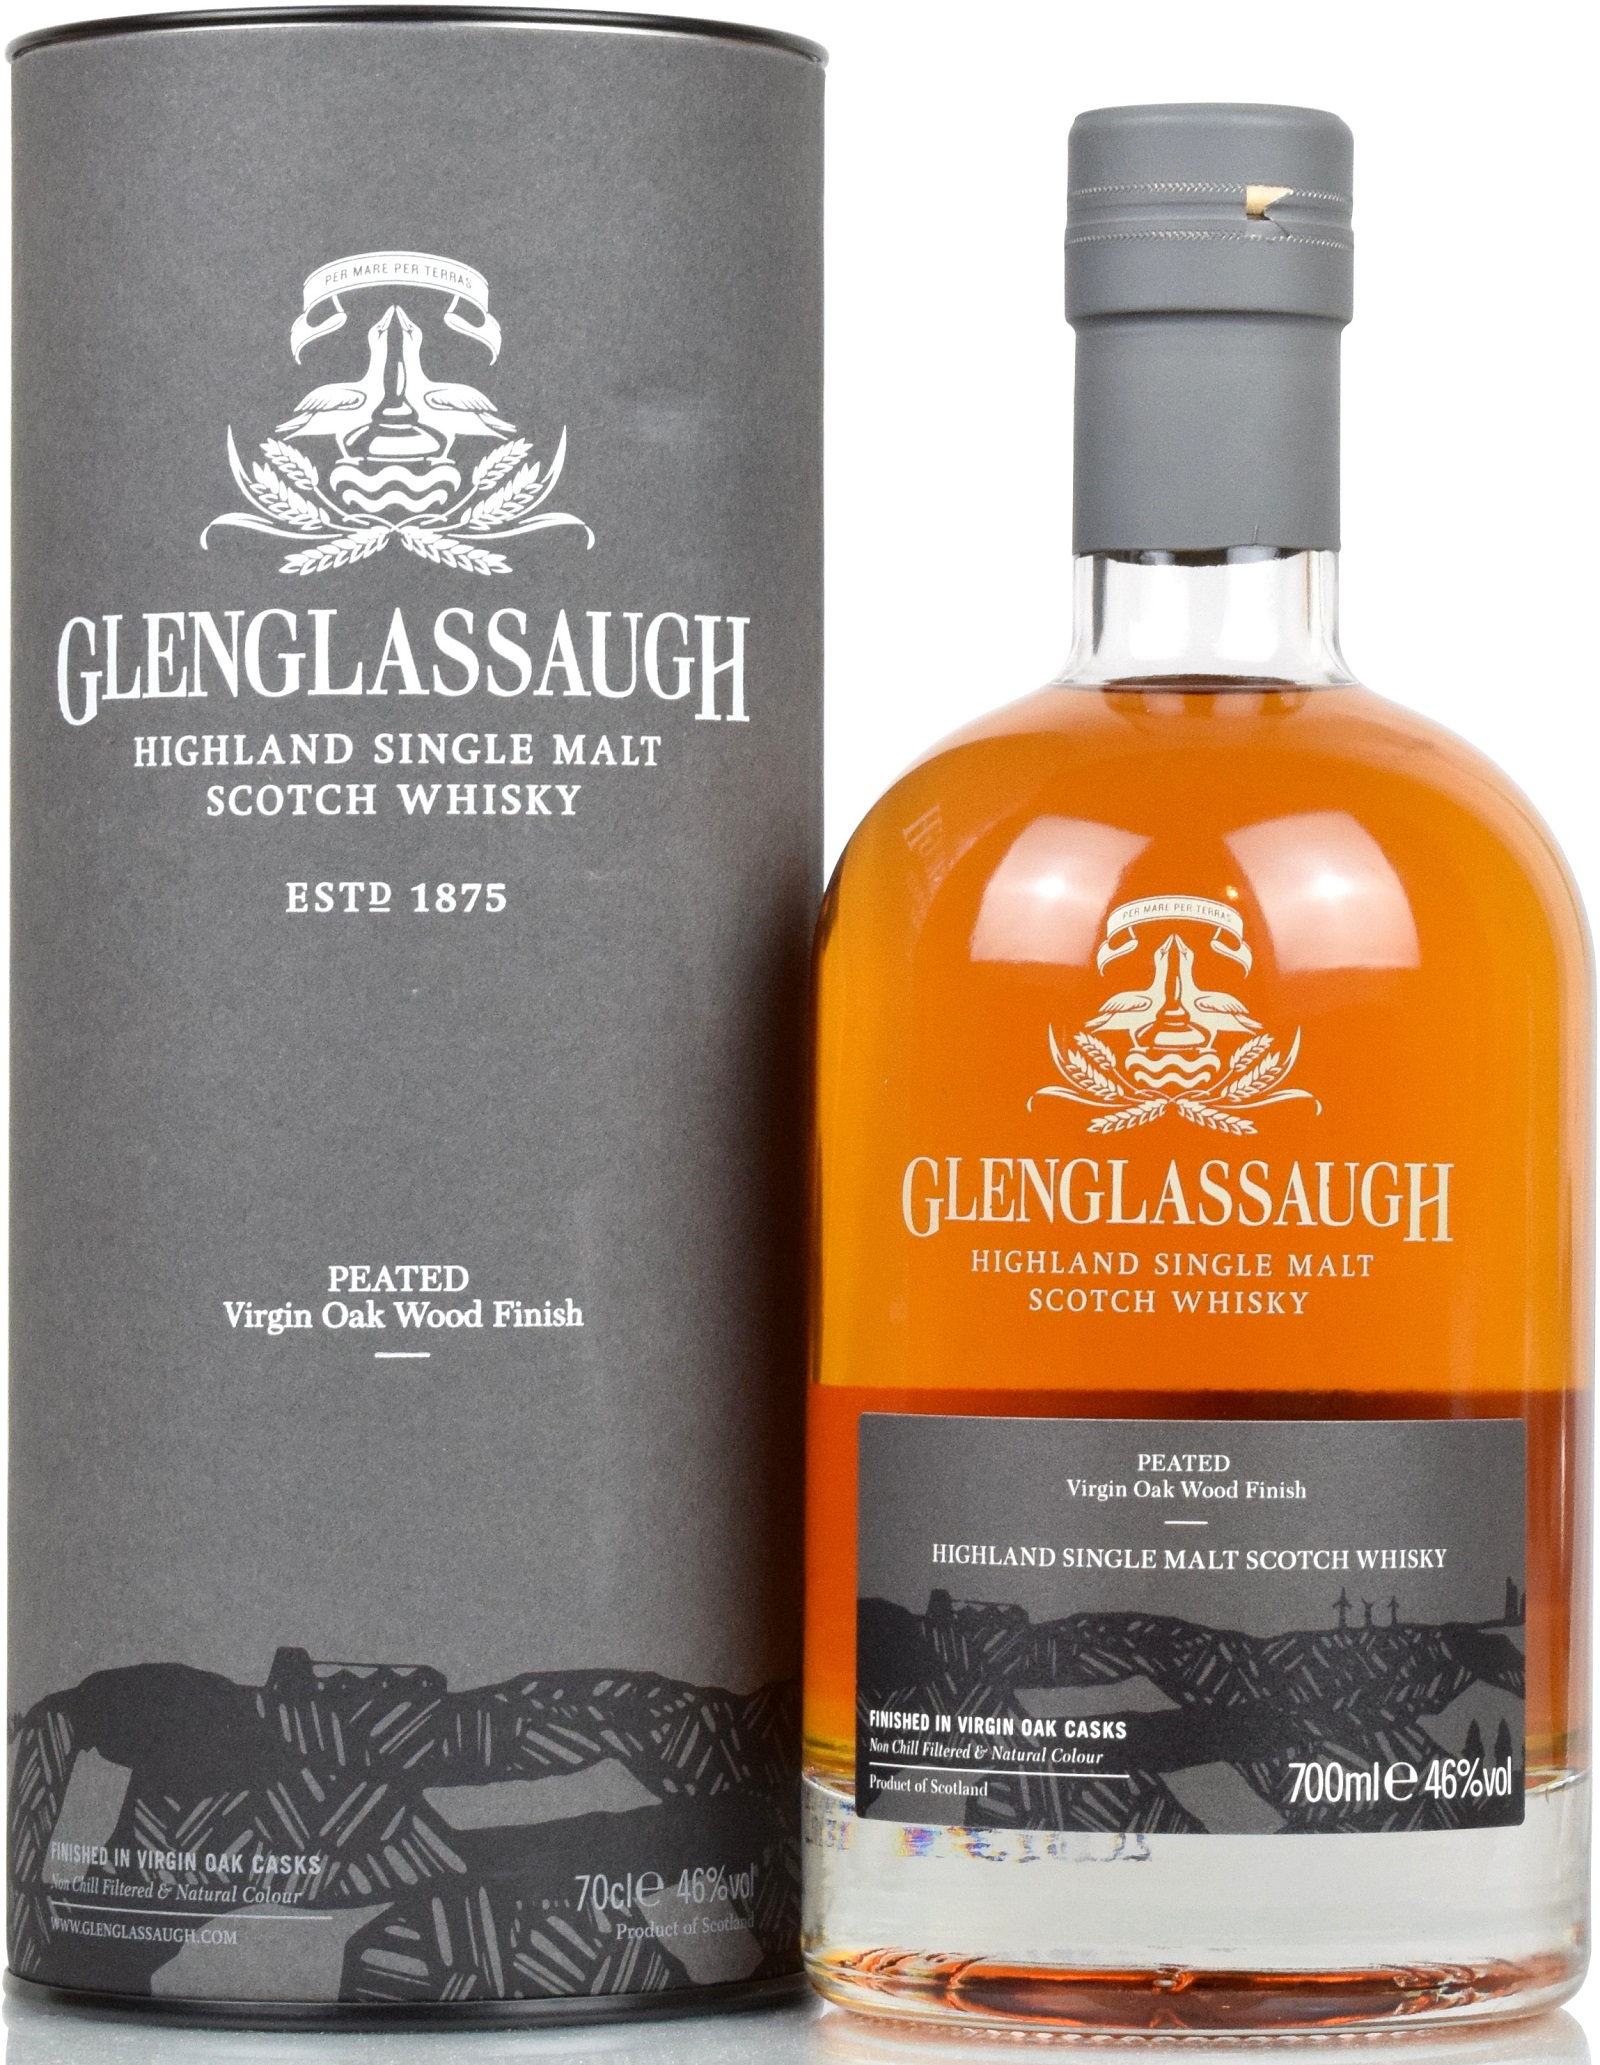 PER MARE PER TERRAS
GLENGLASSAUGH
HIGHLAND SINGLE MALT
SCOTCH WHISKY
ESTD 1875
PEATED
Virgin Oak Wood Finish
FINISHED IN VIRGIN OAK CASKS
Non Chill Filtered & Natural Colour
WWW.GLENGLASSAUGH.COM
70cl e 46%vol
Product of Scotland
PER MARE PER TERRAS
GLENGLASSAUGH
HIGHLAND SINGLE MALT
SCOTCH WHISKY
PEATED
Virgin Oak Wood Finish
HIGHLAND SINGLE MALT SCOTCH WHISKY
FINISHED IN VIRGIN OAK CASKS
Non Chill Filtered & Natural Colour
Product of Scotland
700ml e 46%vol